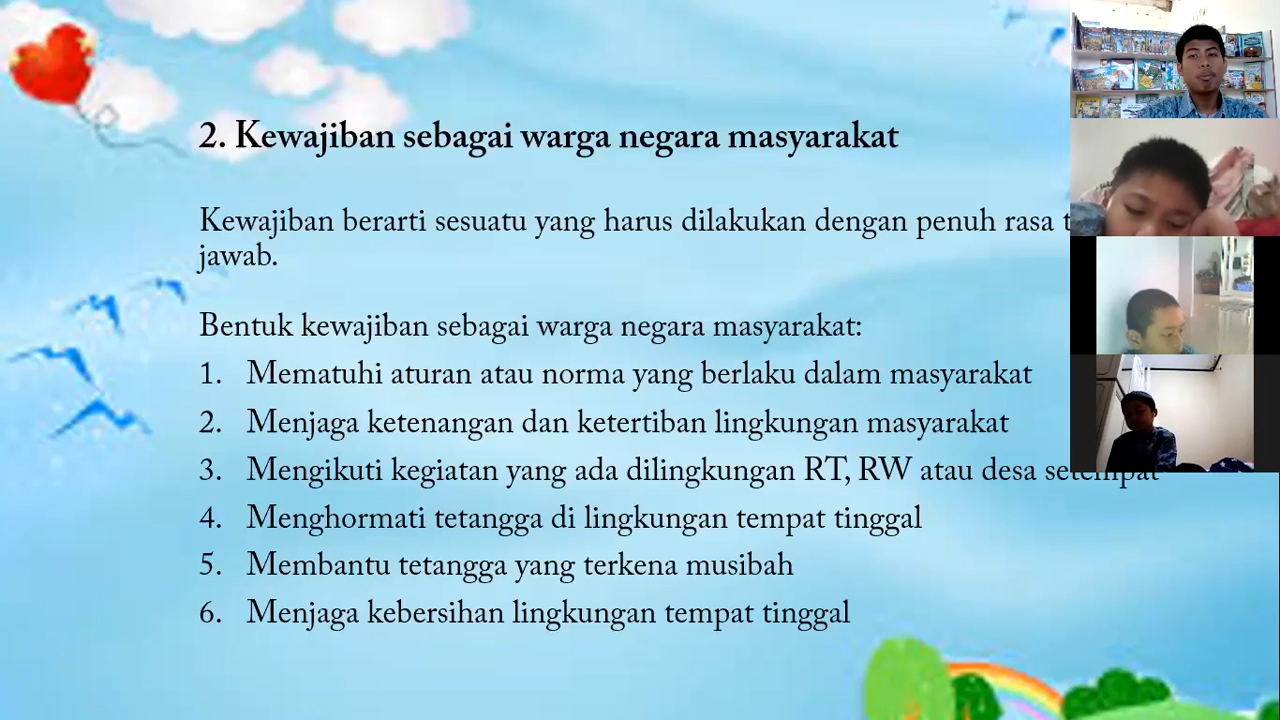 2. Kewajiban sebagai warga negara masyarakat
Kewajiban berarti sesuatu yang harus dilakukan dengan penuh rasa
jawab.
Bentuk kewajiban sebagai warga negara masyarakat:
1. Mematuhi aturan atau norma yang berlaku dalam masyarakat
2. Menjaga ketenangan dan ketertiban lingkungan masyarakat
3. Mengikuti kegiatan yang ada dilingkungan RT, RW atau desa setempat
4. Menghormati tetangga di lingkungan tempat tinggal
5. Membantu tetangga yang terkena musibah
6. Menjaga kebersihan lingkungan tempat tinggal